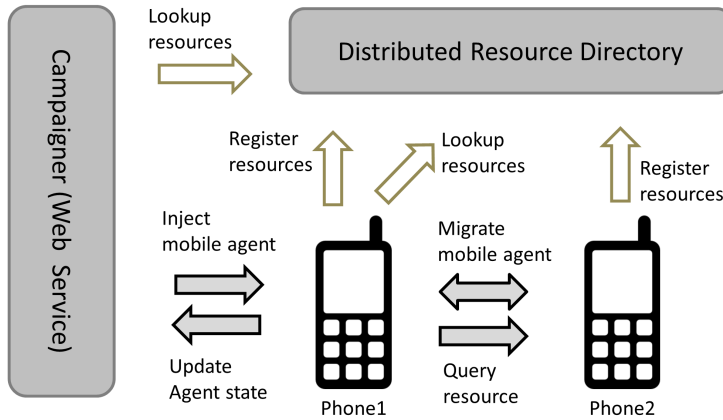 Campaigner (Web Service)
Lookup
resources
Distributed Resource Directory
Register
resources
Lookup
resources
Register
resources
Inject
mobile agent
Migrate
mobile agent
Update
Agent state
Query
resource
Phone1
Phone2